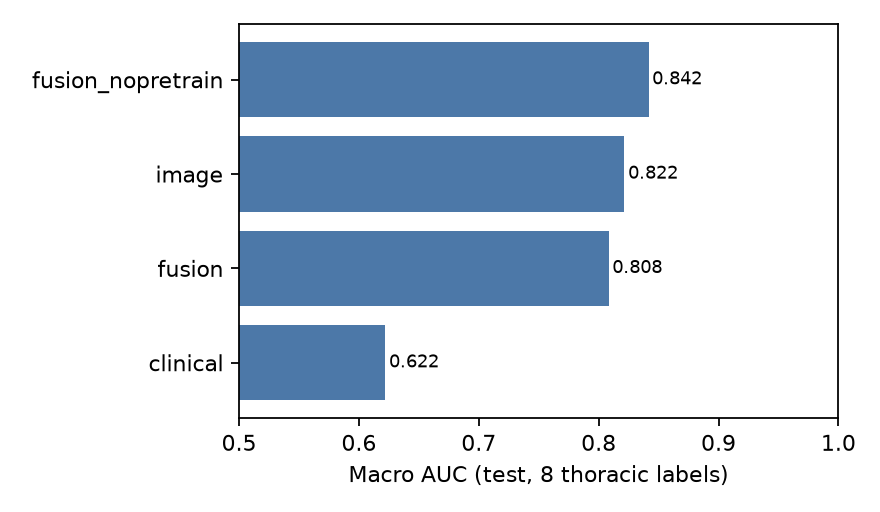 fusion_nopretrain
0.842
image
0.822
fusion
0.808
clinical
0.622
0.5 0.6 0.7 0.8 0.9 1.0
Macro AUC (test, 8 thoracic labels)